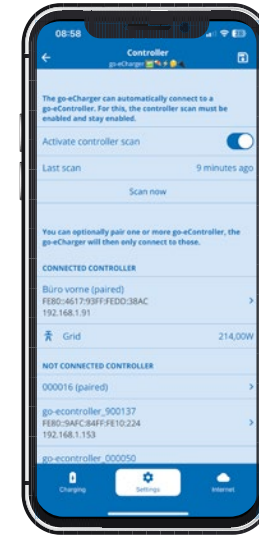 08:58
Controller
go-eCharger
The go-eCharger can automatically connect to a
go-eController. For this, the controller scan must be
enabled and stay enabled.
Activate controller scan
Last scan 9 minutes ago
Scan now
You can optionally pair one or more go-eController, the
go-eCharger will then only connect to those.
CONNECTED CONTROLLER
Büro vorne (paired)
FE80::4617:93FF:FEDD:38AC
192.168.1.91
Grid 214,00W
NOT CONNECTED CONTROLLER
000016 (paired)
go-econtroller_900137
FE80::9AFC:84FF:FE10:224
192.168.1.153
go-econtroller_000050
Charging Settings Internet